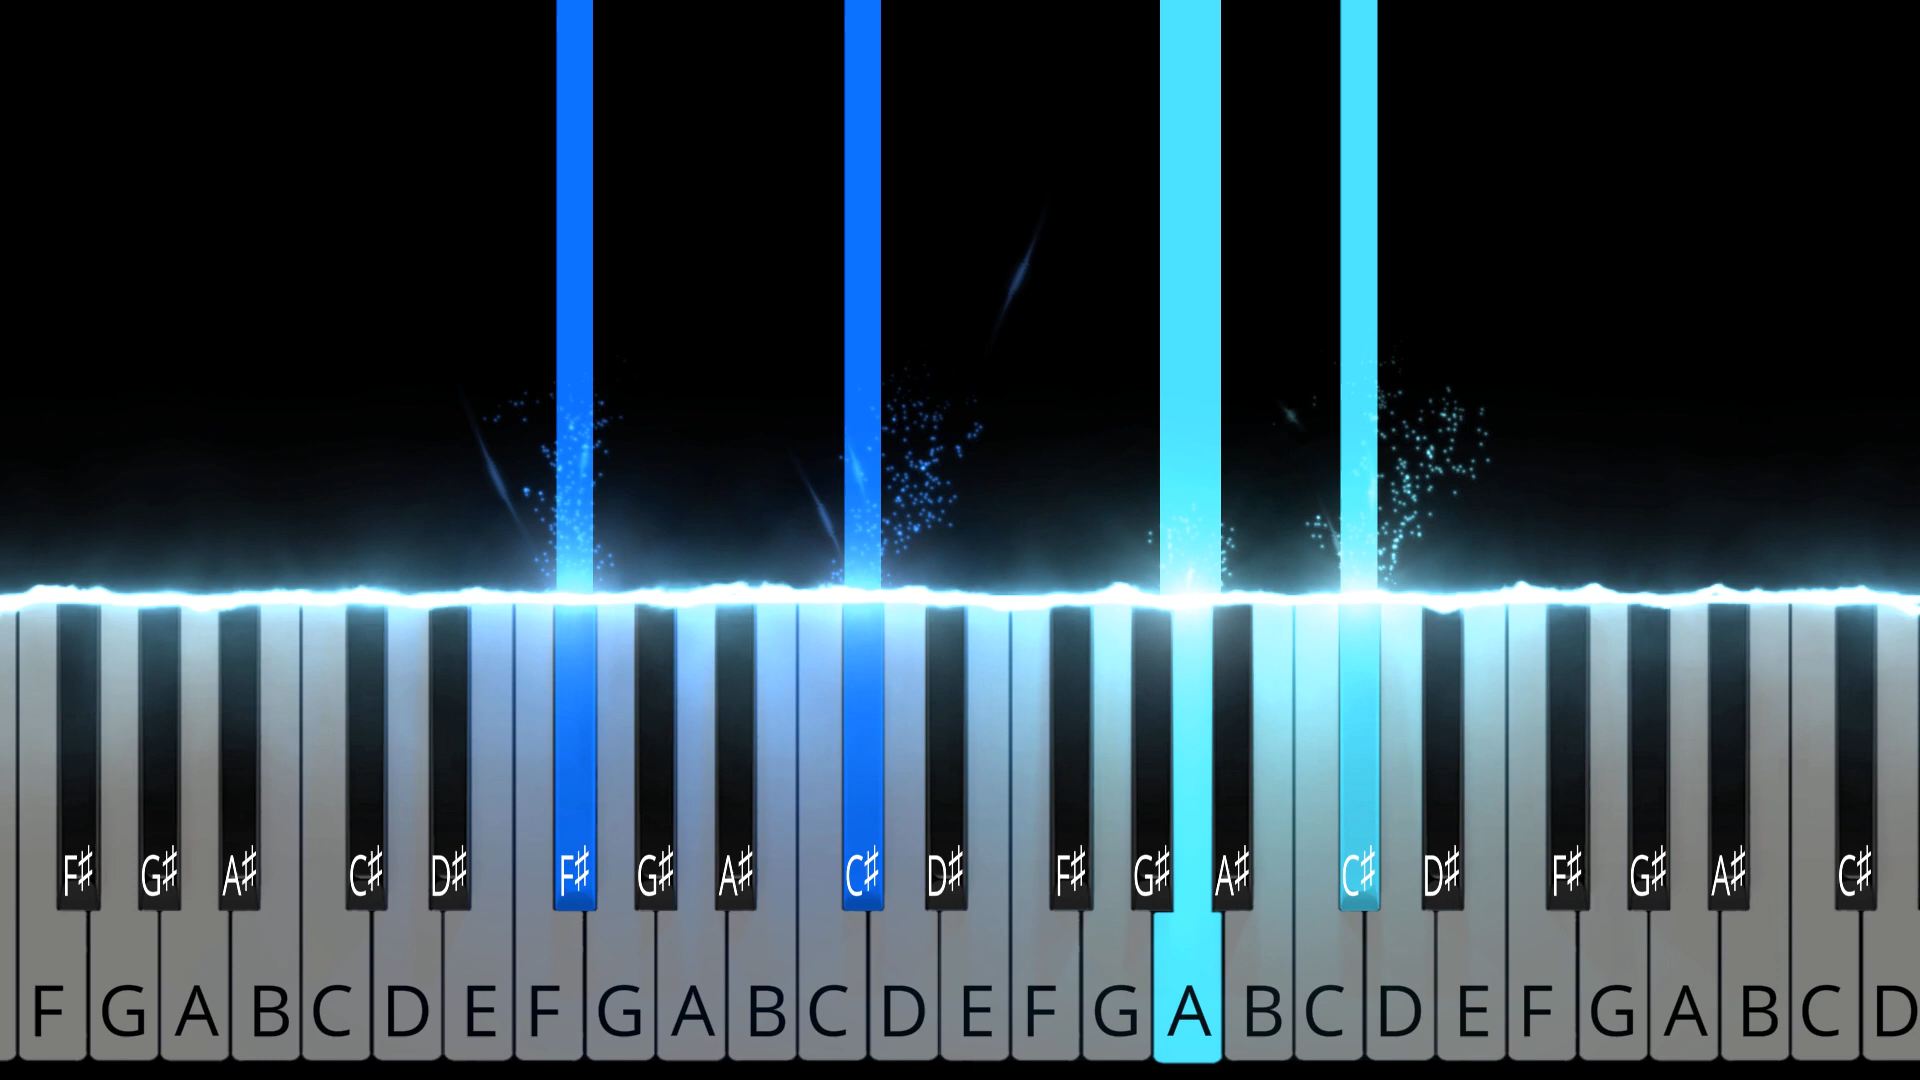 F♯ G♯ A♯ C♯ D♯ F♯ G♯ A♯ C♯ D♯ F♯ G♯ A♯ C♯ D♯ F♯ G♯ A♯ C♯
F G A B C D E F G A B C D E F G A B C D E F G A B C D